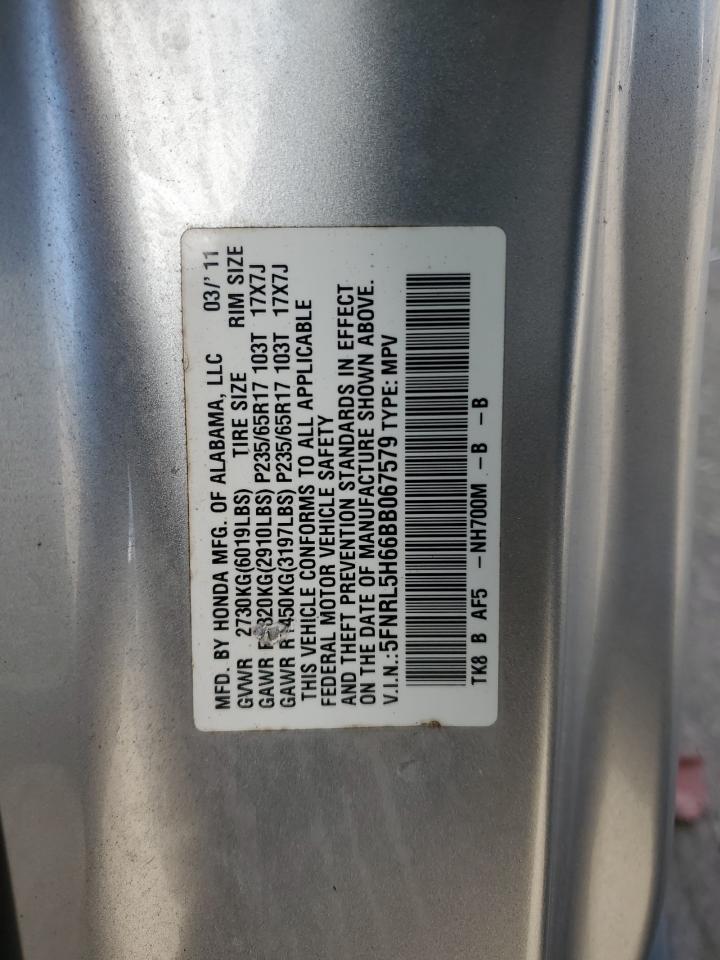 MFD. BY HONDA MFG. OF ALABAMA, LLC 03/' 11
GVWR 2730KG(6019LBS) TIRE SIZE RIM SIZE
GAWR 320KG(2910LBS) P235/65R17 103T 17X7J
GAWR R 450KG(3197LBS) P235/65R17 103T 17X7J
THIS VEHICLE CONFORMS TO ALL APPLICABLE
FEDERAL MOTOR VEHICLE SAFETY
AND THEFT PREVENTION STANDARDS IN EFFECT
ON THE DATE OF MANUFACTURE SHOWN ABOVE.
V.I.N.:5FNRL5H66BB067579 TYPE: MPV
TK8 B AF5 -NH700M -B -B